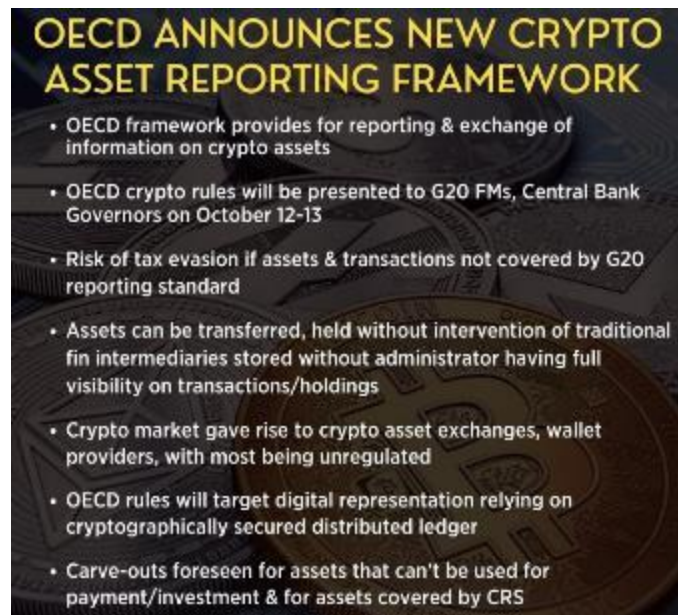 OECD ANNOUNCES NEW CRYPTO
ASSET REPORTING FRAMEWORK
• OECD framework provides for reporting & exchange of
information on crypto assets
• OECD crypto rules will be presented to G20 FMs, Central Bank
Governors on October 12-13
• Risk of tax evasion if assets & transactions not covered by G20
reporting standard
• Assets can be transferred, held without intervention of traditional
fin intermediaries stored without administrator having full
visibility on transactions/holdings
• Crypto market gave rise to crypto asset exchanges, wallet
providers, with most being unregulated
• OECD rules will target digital representation relying on
cryptographically secured distributed ledger
• Carve-outs foreseen for assets that can't be used for
payment/investment & for assets covered by CRS